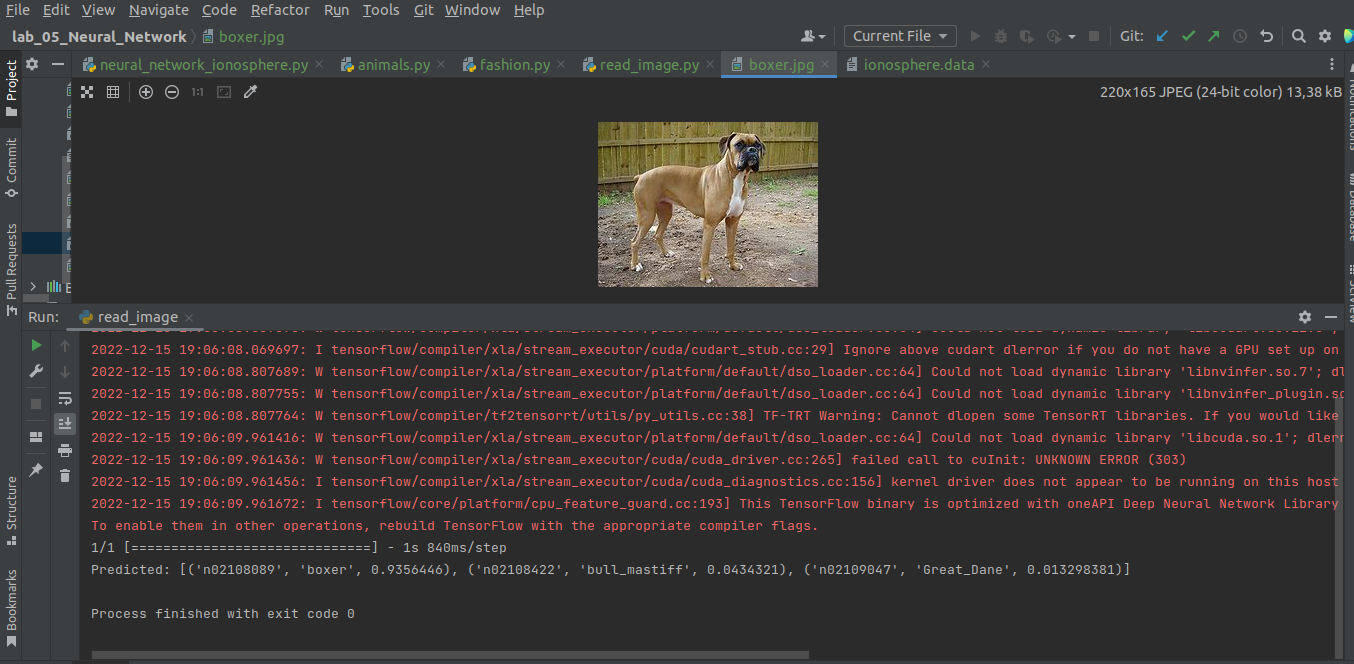 File Edit View Navigate Code Refactor Run Tools Git Window Help
lab_05_Neural_Network boxer.jpg Current File Git:
Project
neural_network_ionosphere.py animals.py fashion.py read_image.py boxer.jpg ionosphere.data
1:1 220x165 JPEG (24-bit color) 13,38 kB
Commit
Pull Requests
Notifications
Database
SciView
Run: read_image
2022-12-15 19:06:08.069697: I tensorflow/compiler/xla/stream_executor/cuda/cudart_stub.cc:29] Ignore above cudart dlerror if you do not have a GPU set up on
2022-12-15 19:06:08.807689: W tensorflow/compiler/xla/stream_executor/platform/default/dso_loader.cc:64] Could not load dynamic library 'libnvinfer.so.7'; dl
2022-12-15 19:06:08.807755: W tensorflow/compiler/xla/stream_executor/platform/default/dso_loader.cc:64] Could not load dynamic library 'libnvinfer_plugin.so
2022-12-15 19:06:08.807764: W tensorflow/compiler/tf2tensorrt/utils/py_utils.cc:38] TF-TRT Warning: Cannot dlopen some TensorRT libraries. If you would like
2022-12-15 19:06:09.961416: W tensorflow/compiler/xla/stream_executor/platform/default/dso_loader.cc:64] Could not load dynamic library 'libcuda.so.1'; dlerr
2022-12-15 19:06:09.961436: W tensorflow/compiler/xla/stream_executor/cuda/cuda_driver.cc:265] failed call to cuInit: UNKNOWN ERROR (303)
2022-12-15 19:06:09.961456: I tensorflow/compiler/xla/stream_executor/cuda/cuda_diagnostics.cc:156] kernel driver does not appear to be running on this host
2022-12-15 19:06:09.961672: I tensorflow/core/platform/cpu_feature_guard.cc:193] This TensorFlow binary is optimized with oneAPI Deep Neural Network Library
To enable them in other operations, rebuild TensorFlow with the appropriate compiler flags.
1/1 [==============================] - 1s 840ms/step
Predicted: [('n02108089', 'boxer', 0.9356446), ('n02108422', 'bull_mastiff', 0.0434321), ('n02109047', 'Great_Dane', 0.013298381)]
Process finished with exit code 0
Structure
Bookmarks